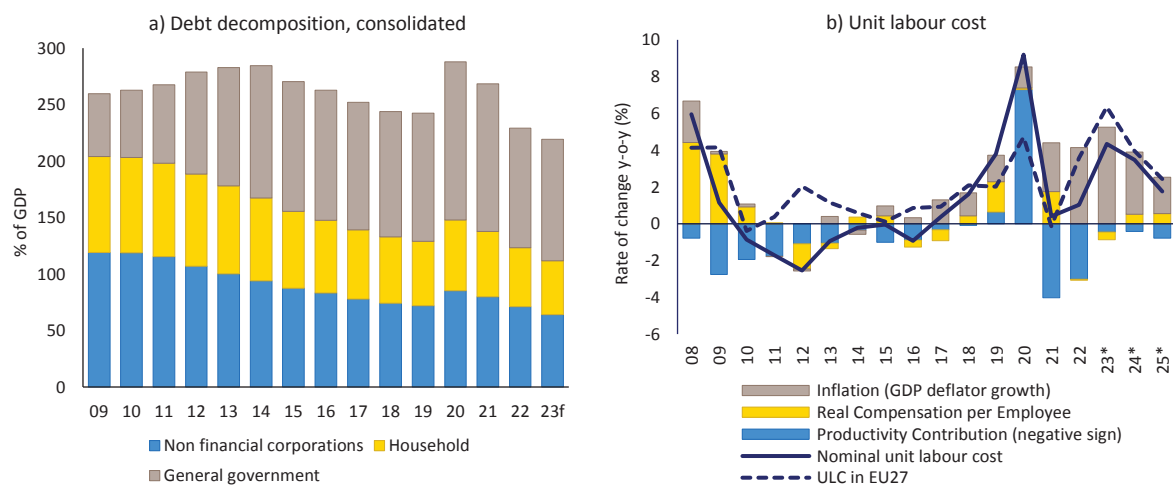 a) Debt decomposition, consolidated
% of GDP
300
250
200
150
100
50
0
09 10 11 12 13 14 15 16 17 18 19 20 21 22 23f
Non financial corporations
Household
General government
b) Unit labour cost
Rate of change y-o-y (%)
10
8
6
4
2
0
-2
-4
-6
08 09 10 11 12 13 14 15 16 17 18 19 20 21 22 23* 24* 25*
Inflation (GDP deflator growth)
Real Compensation per Employee
Productivity Contribution (negative sign)
Nominal unit labour cost
ULC in EU27